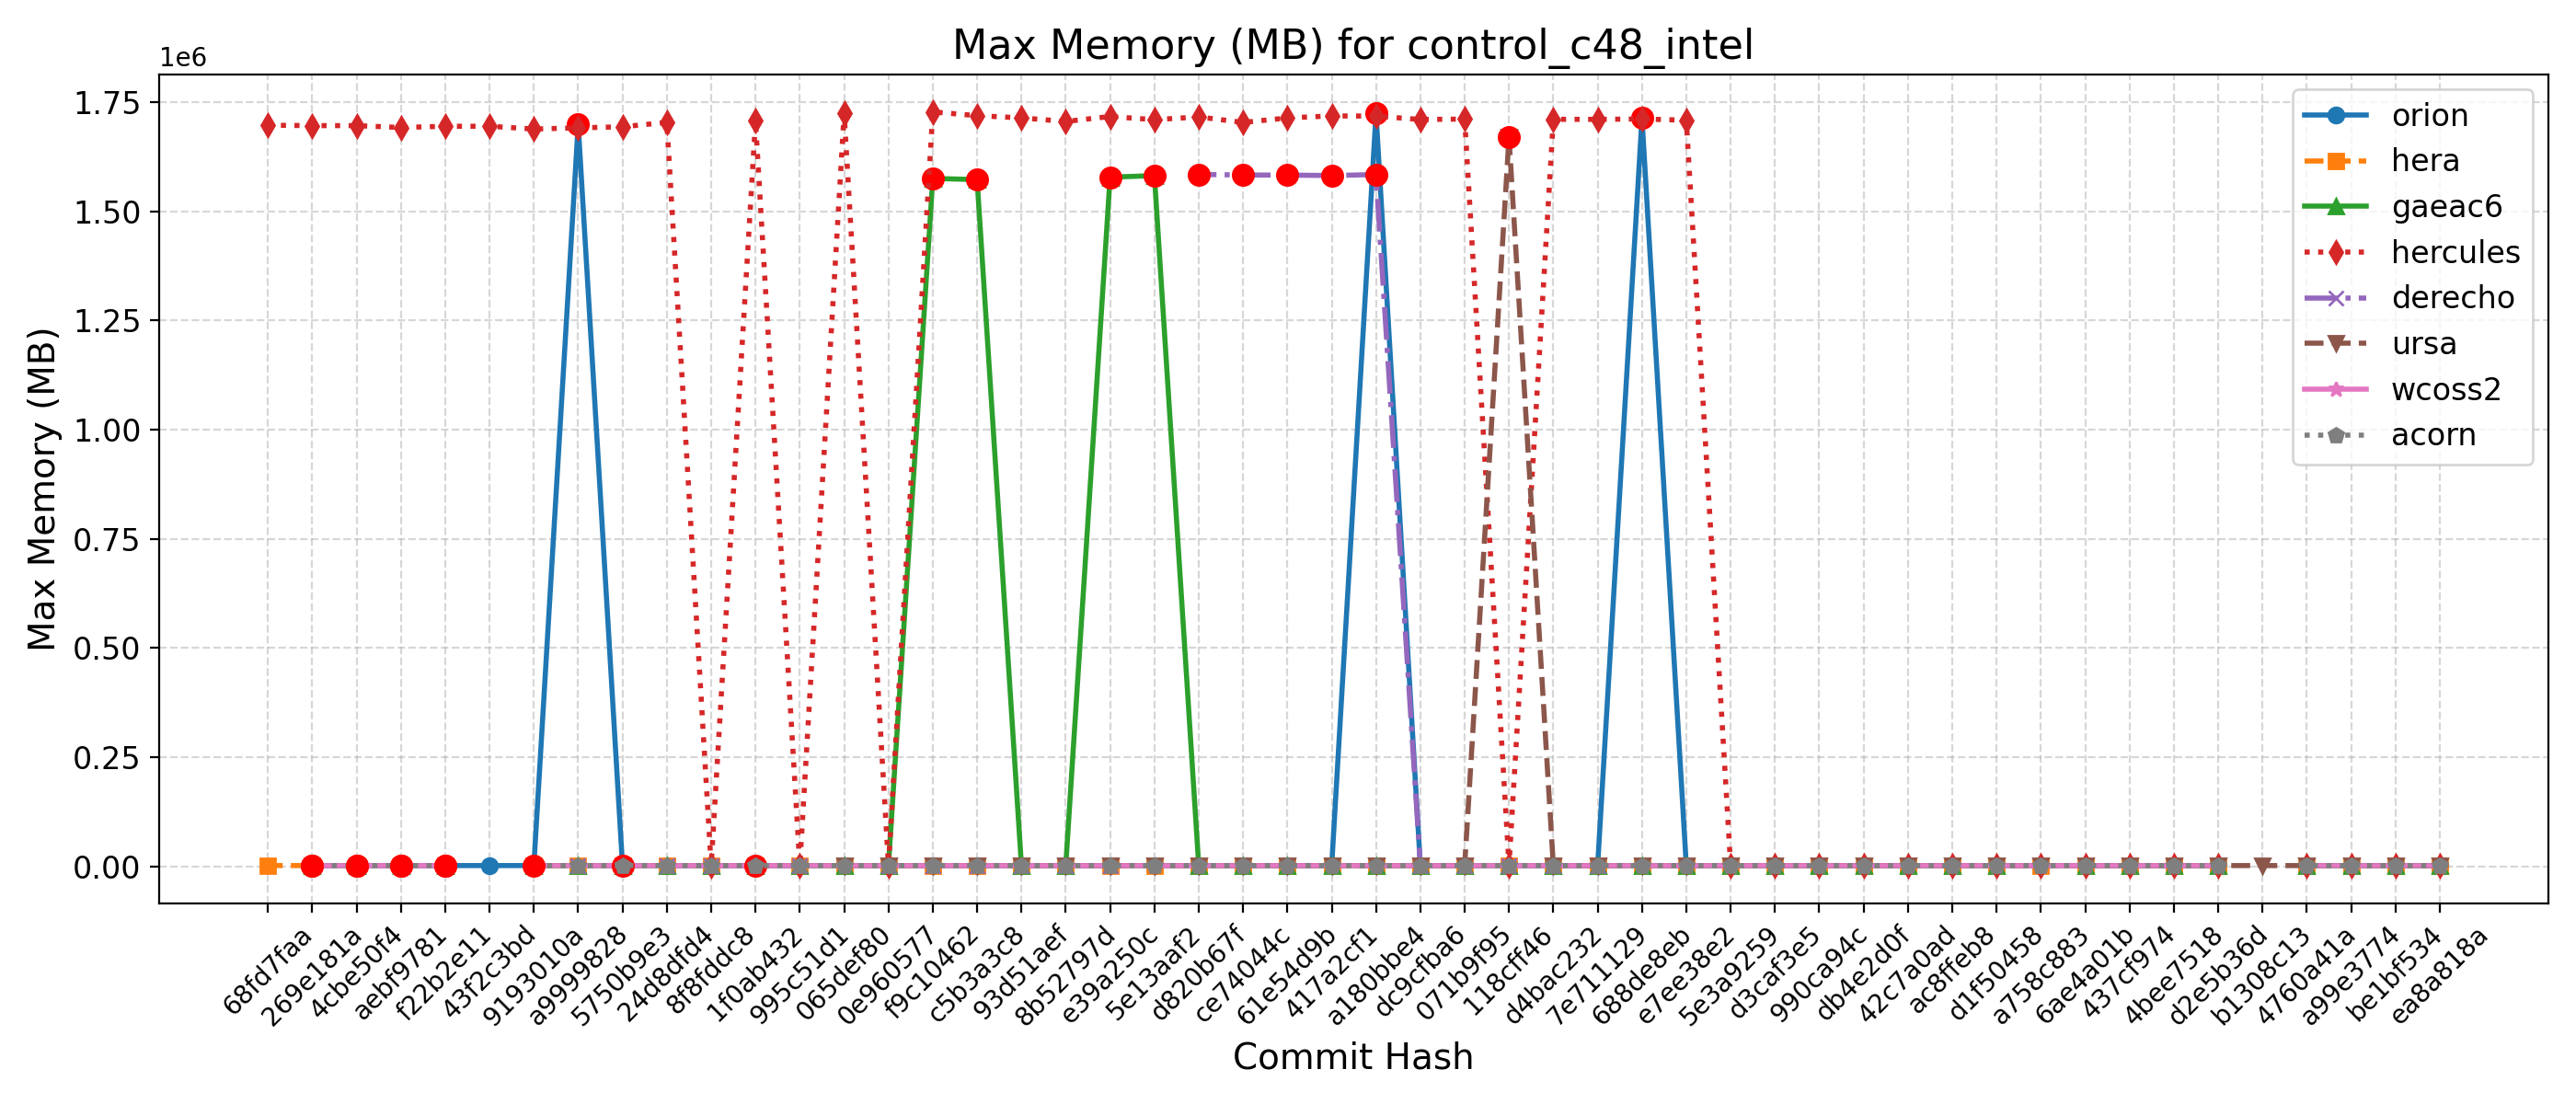 Max Memory (MB) for control_c48_intel
1e6
1.75
1.50
1.25
1.00
0.75
0.50
0.25
0.00
Max Memory (MB)
orion
hera
gaeac6
hercules
derecho
ursa
wcoss2
acorn
68fd7faa
269e181a
4cbe50f4
aebf9781
f22b2e11
43f2c3bd
9193010a
a9999828
5750b9e3
24d8dfd4
8f8fddc8
1f0ab432
995c51d1
065def80
0e960577
f9c10462
c5b3a3c8
93d51aef
8b52797d
e39a250c
5e13aaf2
d820b67f
ce74044c
61e54d9b
417a2cf1
a180bbe4
dc9cfba6
071b9f95
118cff46
d4bac232
7e711129
688de8eb
e7ee38e2
5e3a9259
d3caf3e5
990ca94c
db4e2d0f
42c7a0ad
ac8ffeb8
d1f50458
a758c883
6ae4a01b
437cf974
4bee7518
d2e5b36d
b1308c13
4760a41a
a99e3774
be1bf534
ea8a818a
Commit Hash